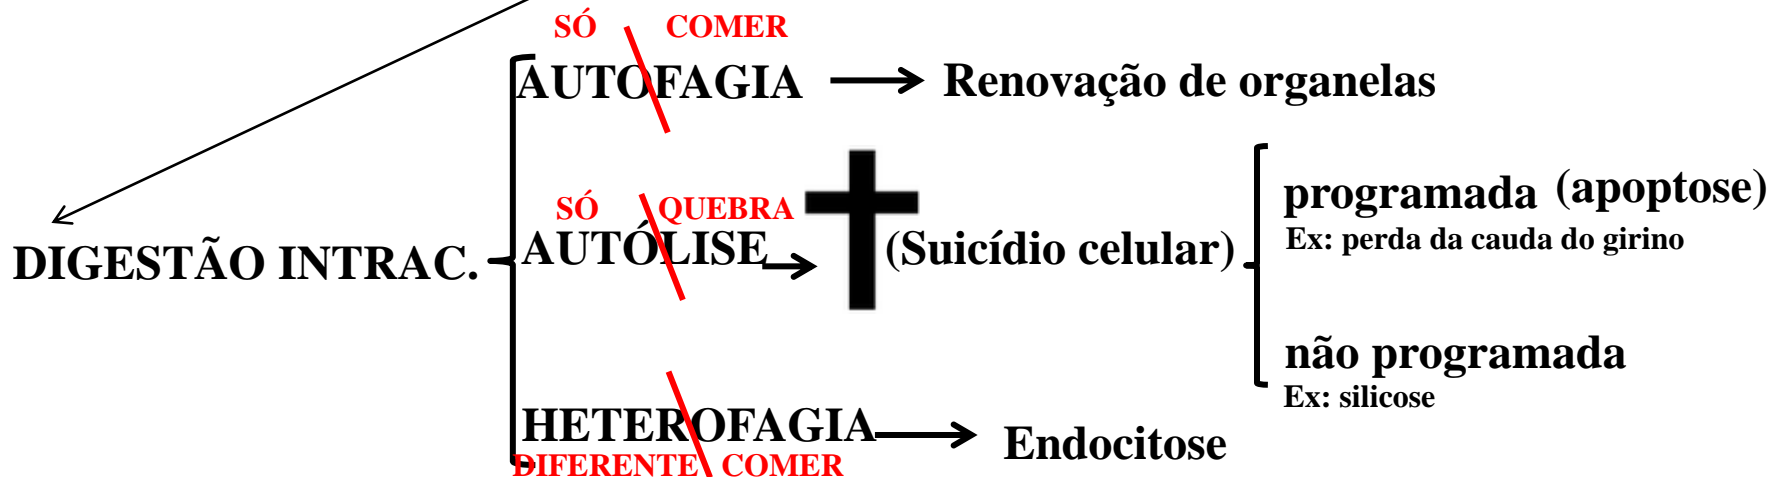 SÓ COMER
AUTOFAGIA Renovação de organelas
SÓ QUEBRA
DIGESTÃO INTRAC. AUTÓLISE (Suicídio celular)
programada (apoptose)
Ex: perda da cauda do girino
não programada
Ex: silicose
HETEROFAGIA Endocitose
DIFERENTE COMER